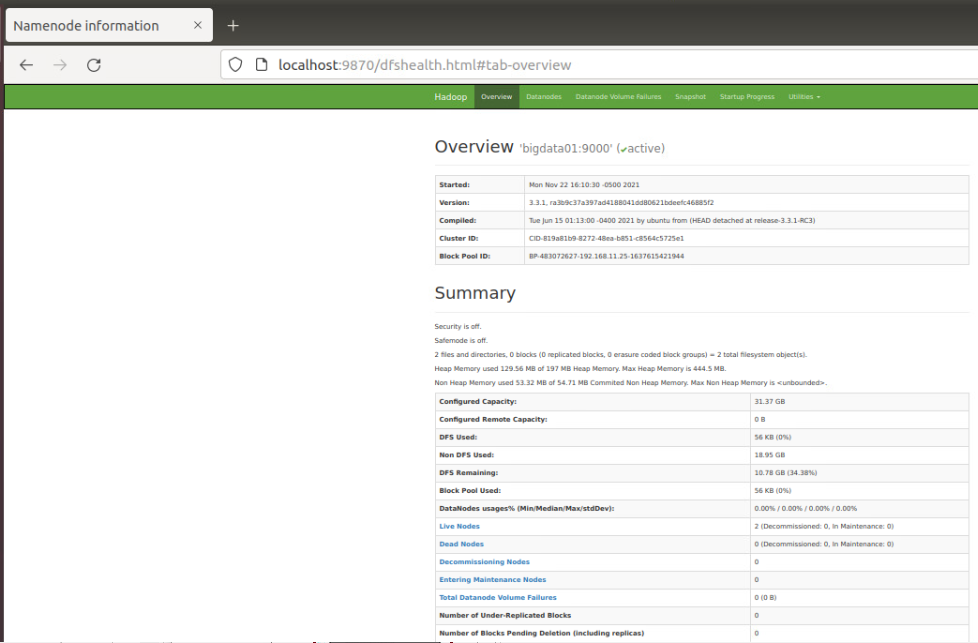 Namenode information
localhost:9870/dfshealth.html#tab-overview
Hadoop Overview Datanodes Datanode Volume Failures Snapshot Startup Progress Utilities
Overview 'bigdata01:9000' (✔active)
Started: Mon Nov 22 16:10:30 -0500 2021
Version: 3.3.1, ra3b9c37a397ad4188041dd80621bdeefc46885f2
Compiled: Tue Jun 15 01:13:00 -0400 2021 by ubuntu from (HEAD detached at release-3.3.1-RC3)
Cluster ID: CID-819a81b9-8272-48ea-b851-c8564c5725e1
Block Pool ID: BP-483072627-192.168.11.25-1637615421944
Summary
Security is off.
Safemode is off.
2 files and directories, 0 blocks (0 replicated blocks, 0 erasure coded block groups) = 2 total filesystem object(s).
Heap Memory used 129.56 MB of 197 MB Heap Memory. Max Heap Memory is 444.5 MB.
Non Heap Memory used 53.32 MB of 54.71 MB Commited Non Heap Memory. Max Non Heap Memory is <unbounded>.
Configured Capacity: 31.37 GB
Configured Remote Capacity: 0 B
DFS Used: 56 KB (0%)
Non DFS Used: 18.95 GB
DFS Remaining: 10.78 GB (34.38%)
Block Pool Used: 56 KB (0%)
DataNodes usages% (Min/Median/Max/stdDev): 0.00% / 0.00% / 0.00% / 0.00%
Live Nodes 2 (Decommissioned: 0, In Maintenance: 0)
Dead Nodes 0 (Decommissioned: 0, In Maintenance: 0)
Decommissioning Nodes 0
Entering Maintenance Nodes 0
Total Datanode Volume Failures 0 (0 B)
Number of Under-Replicated Blocks 0
Number of Blocks Pending Deletion (including replicas) 0